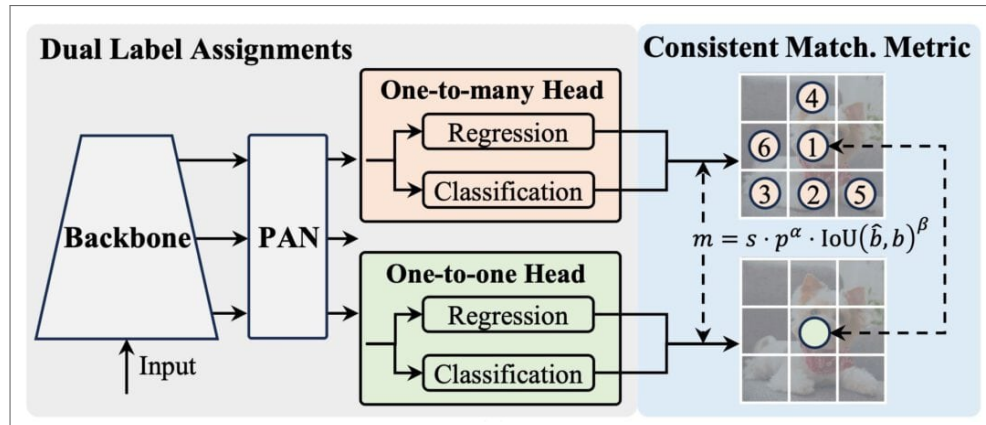 Dual Label Assignments
Consistent Match. Metric
One-to-many Head
Regression
Classification
Backbone
PAN
One-to-one Head
Regression
Classification
Input
4
6 1
3 2 5
m = s · p^α · IoU(b̂, b)^β